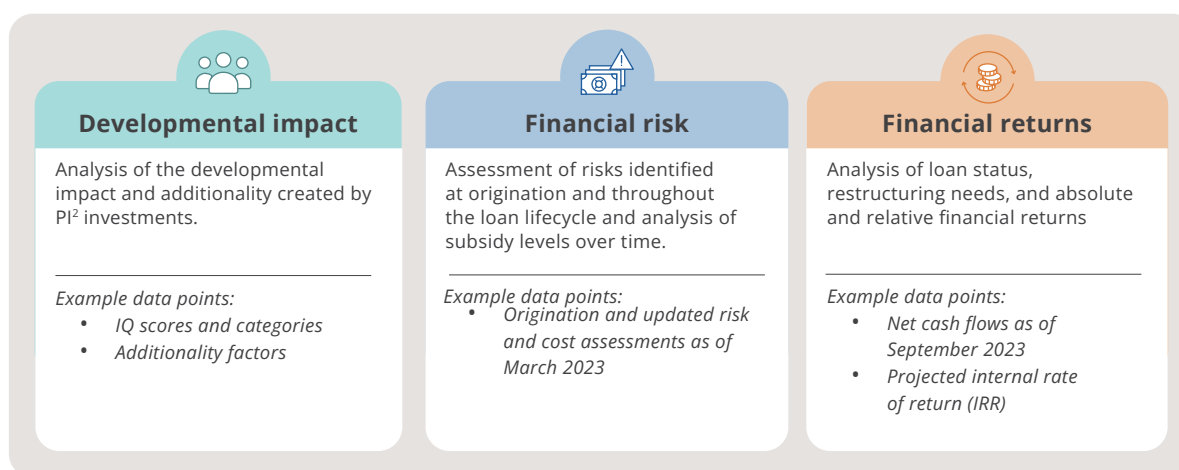 Developmental impact
Analysis of the developmental
impact and additionality created by
PI² investments.
Example data points:
• IQ scores and categories
• Additionality factors
Financial risk
Assessment of risks identified
at origination and throughout
the loan lifecycle and analysis of
subsidy levels over time.
Example data points:
• Origination and updated risk
and cost assessments as of
March 2023
Financial returns
Analysis of loan status,
restructuring needs, and absolute
and relative financial returns
Example data points:
• Net cash flows as of
September 2023
• Projected internal rate
of return (IRR)